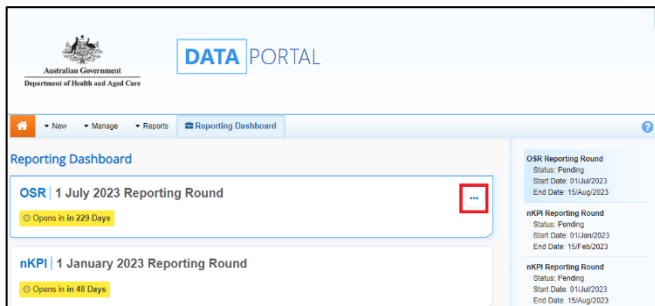 Australian Government
Department of Health and Aged Care
DATA PORTAL
New
Manage
Reports
Reporting Dashboard
?
Reporting Dashboard
OSR | 1 July 2023 Reporting Round
...
Opens in in 229 Days
nKPI | 1 January 2023 Reporting Round
Opens in in 48 Days
OSR Reporting Round
Status: Pending
Start Date: 01/Jul/2023
End Date: 15/Aug/2023
nKPI Reporting Round
Status: Pending
Start Date: 01/Jan/2023
End Date: 15/Feb/2023
nKPI Reporting Round
Status: Pending
Start Date: 01/Jul/2023
End Date: 15/Aug/2023